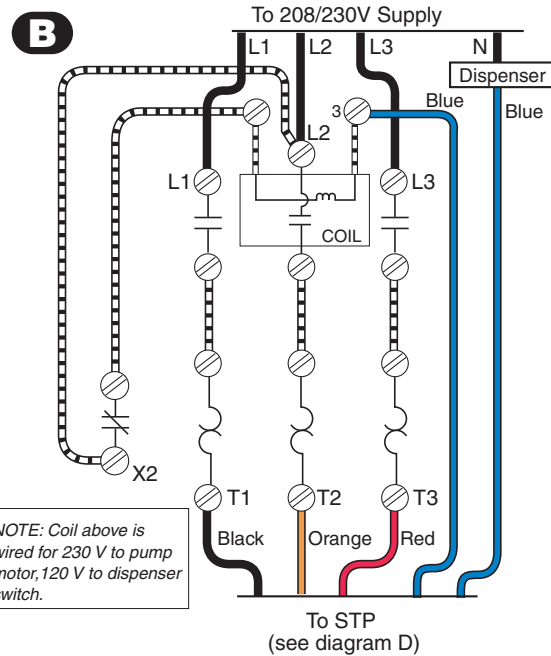 B
To 208/230V Supply
L1 L2 L3 N
Dispenser
Blue Blue
3
L2
L1 L3
COIL
X2
T1 T2 T3
Black Orange Red
NOTE: Coil above is
wired for 230 V to pump
motor,120 V to dispenser
switch.
To STP
(see diagram D)